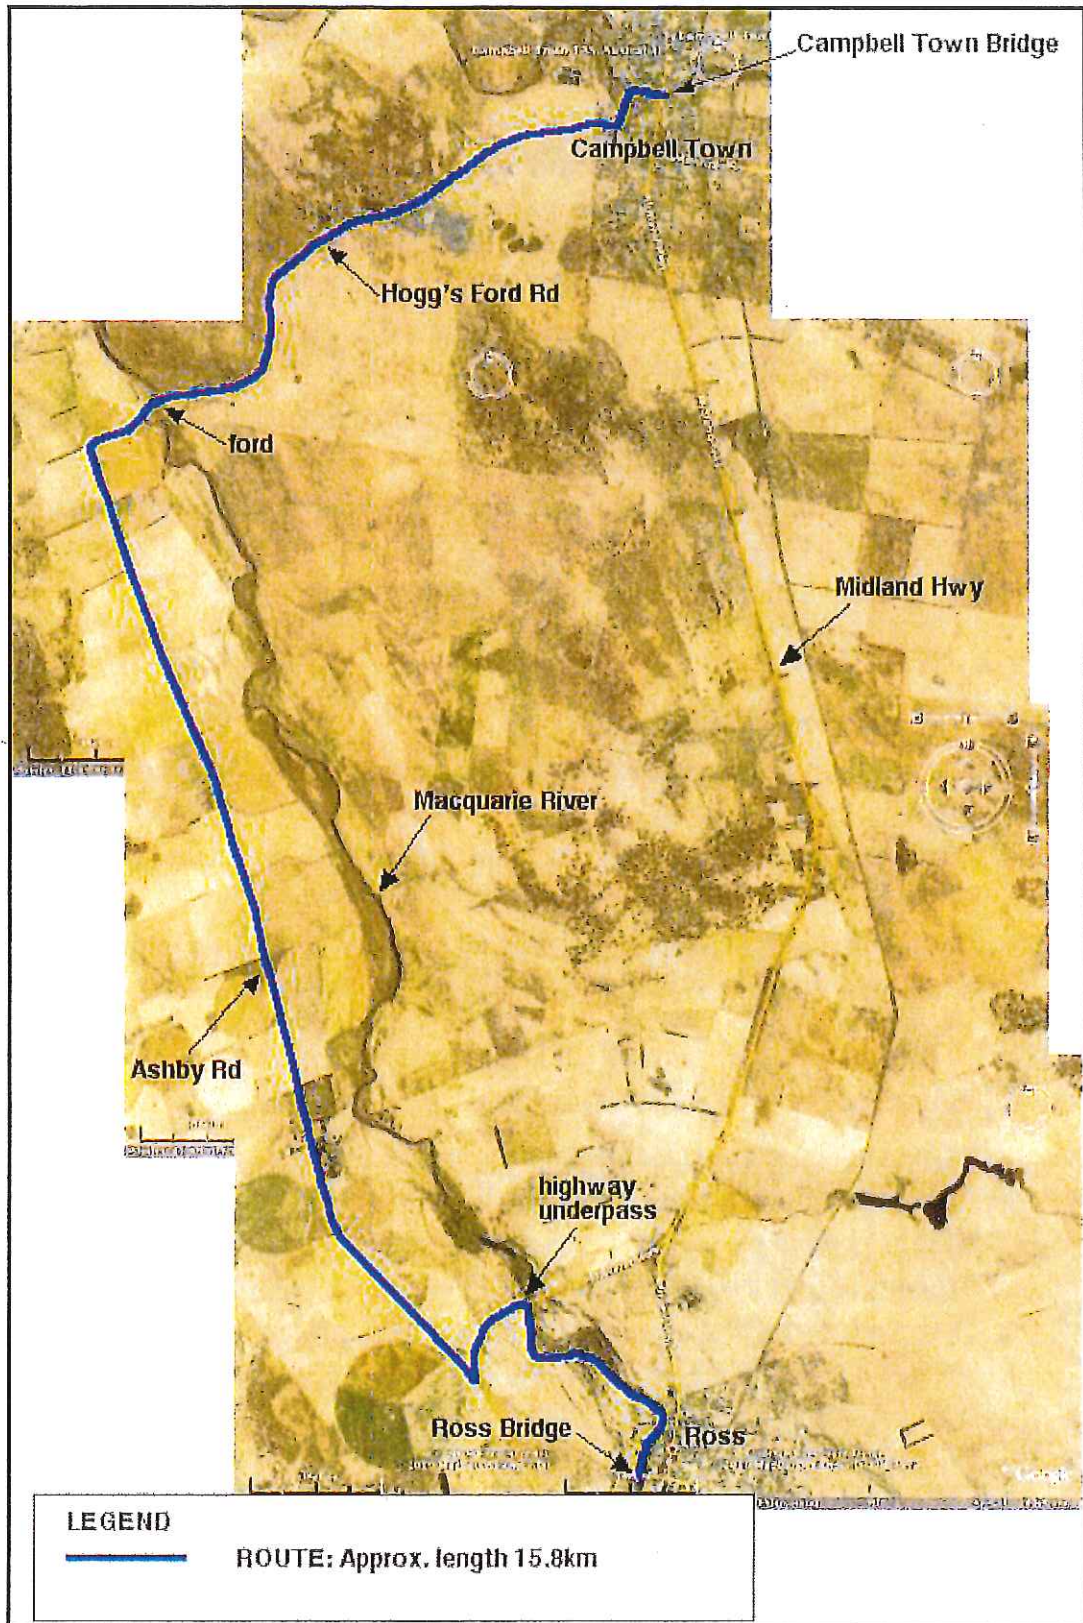 Campbell Town Bridge
Campbell Town
Hogg's Ford Rd
ford
Midland Hwy
Macquarie River
Ashby Rd
highway
underpass
Ross Bridge
Ross
Google
LEGEND
ROUTE: Approx. length 15.8km